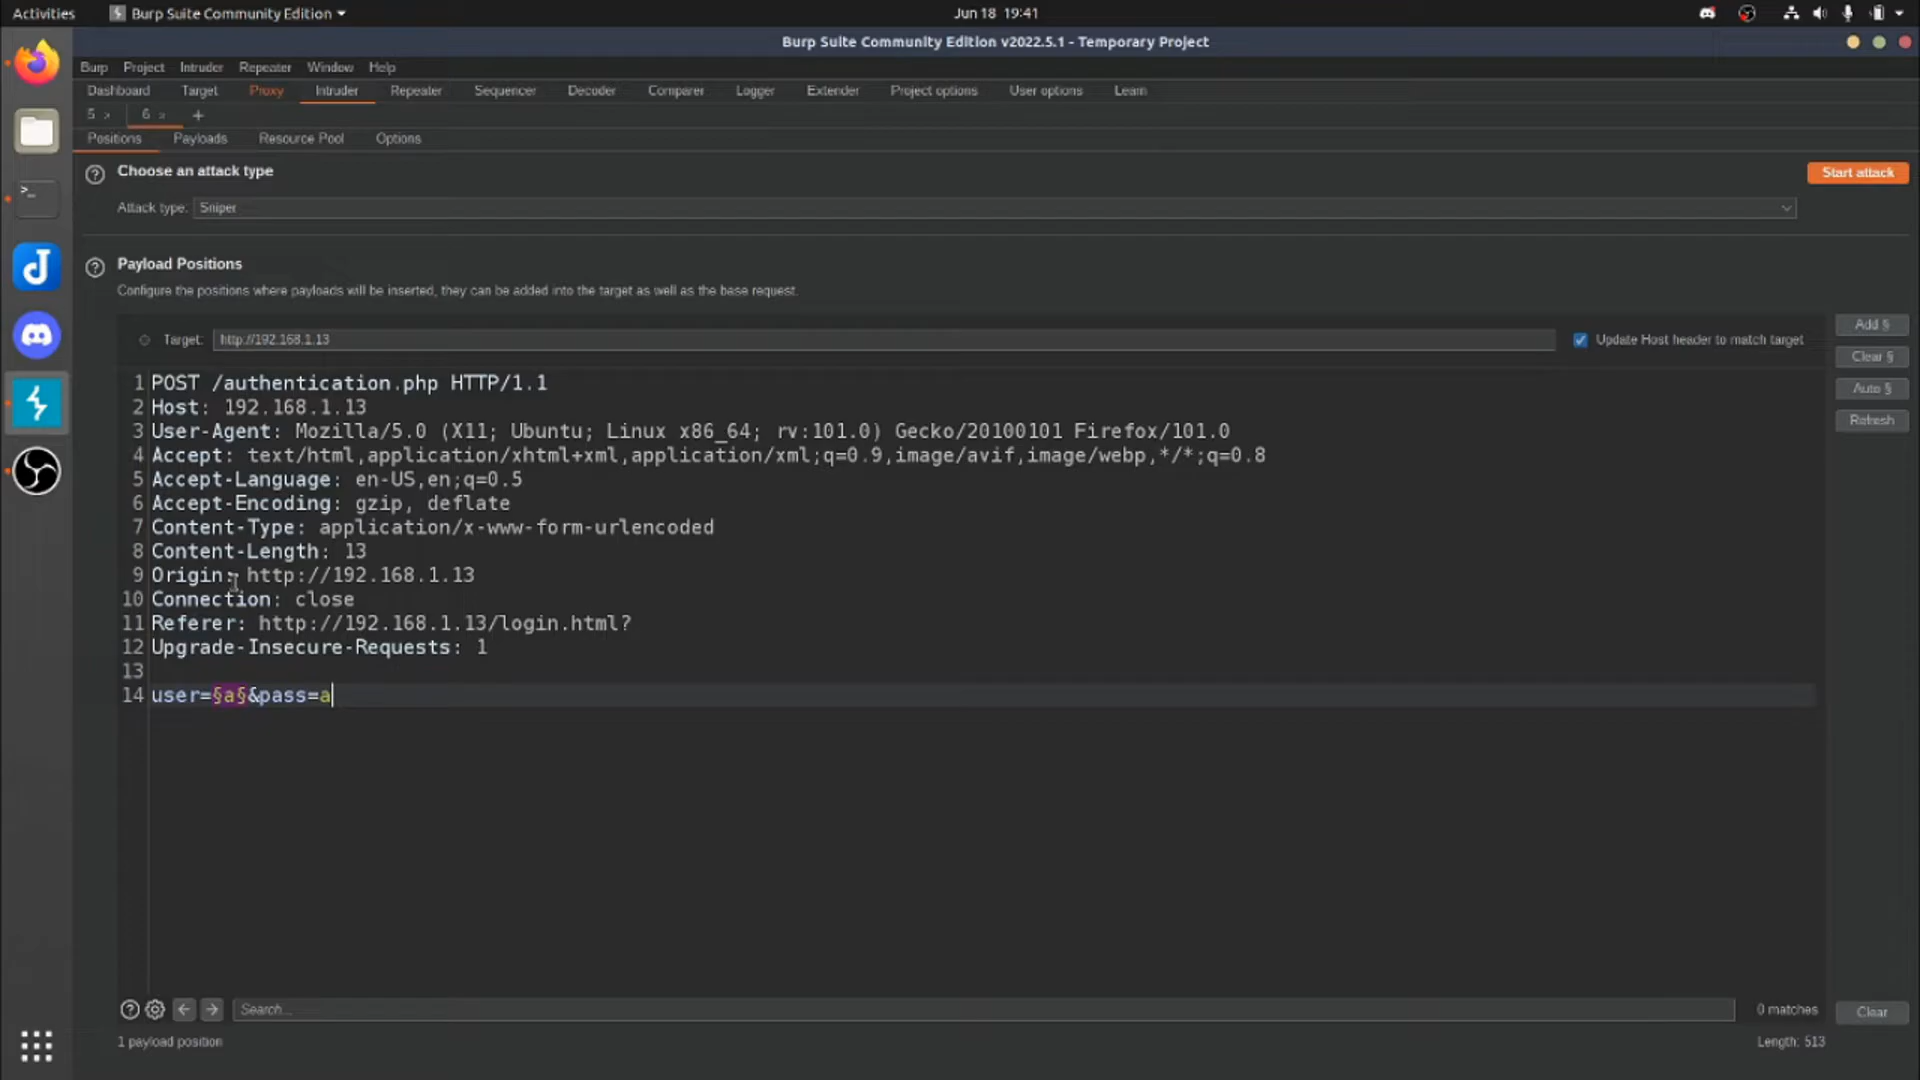 Activities Burp Suite Community Edition Jun 18 19:41
Burp Suite Community Edition v2022.5.1 - Temporary Project
Burp Project Intruder Repeater Window Help
Dashboard Target Proxy Intruder Repeater Sequencer Decoder Comparer Logger Extender Project options User options Learn
5 × 6 × +
Positions Payloads Resource Pool Options
? Choose an attack type Start attack
Attack type: Sniper
? Payload Positions
Configure the positions where payloads will be inserted, they can be added into the target as well as the base request.
Target: http://192.168.1.13 Update Host header to match target
Add §
Clear §
Auto §
Refresh
1 POST /authentication.php HTTP/1.1
2 Host: 192.168.1.13
3 User-Agent: Mozilla/5.0 (X11; Ubuntu; Linux x86_64; rv:101.0) Gecko/20100101 Firefox/101.0
4 Accept: text/html,application/xhtml+xml,application/xml;q=0.9,image/avif,image/webp,*/*;q=0.8
5 Accept-Language: en-US,en;q=0.5
6 Accept-Encoding: gzip, deflate
7 Content-Type: application/x-www-form-urlencoded
8 Content-Length: 13
9 Origin: http://192.168.1.13
10 Connection: close
11 Referer: http://192.168.1.13/login.html?
12 Upgrade-Insecure-Requests: 1
13
14 user=§a§&pass=a
? Search... 0 matches Clear
1 payload position Length: 513